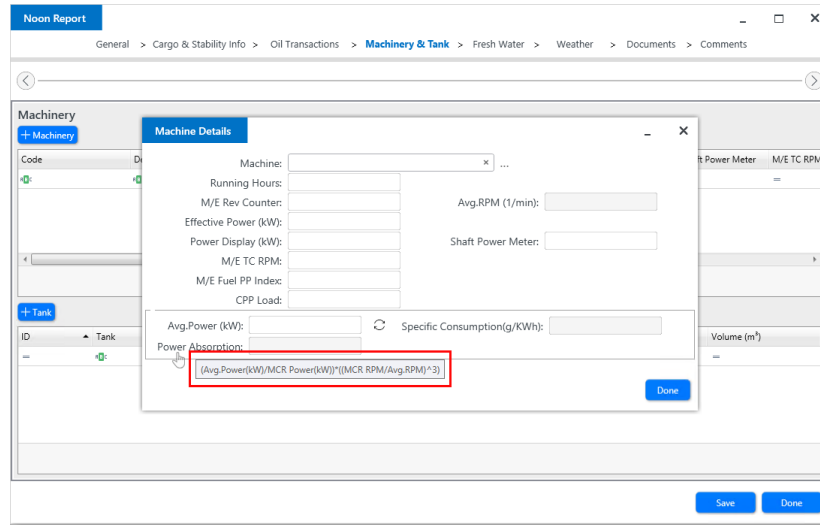 Noon Report
General > Cargo & Stability Info > Oil Transactions > Machinery & Tank > Fresh Water > Weather > Documents > Comments
Machinery
+ Machinery
Code
Machine Details
Machine:
Running Hours:
M/E Rev Counter: Avg.RPM (1/min):
Effective Power (kW):
Power Display (kW): Shaft Power Meter:
M/E TC RPM:
M/E Fuel PP Index:
CPP Load:
Avg.Power (kW): Specific Consumption(g/KWh):
Power Absorption:
(Avg.Power(kW)/MCR Power(kW))*((MCR RPM/Avg.RPM)^3)
Done
Power Meter M/E TC RPM
+ Tank
ID Tank Volume (m³)
Save Done